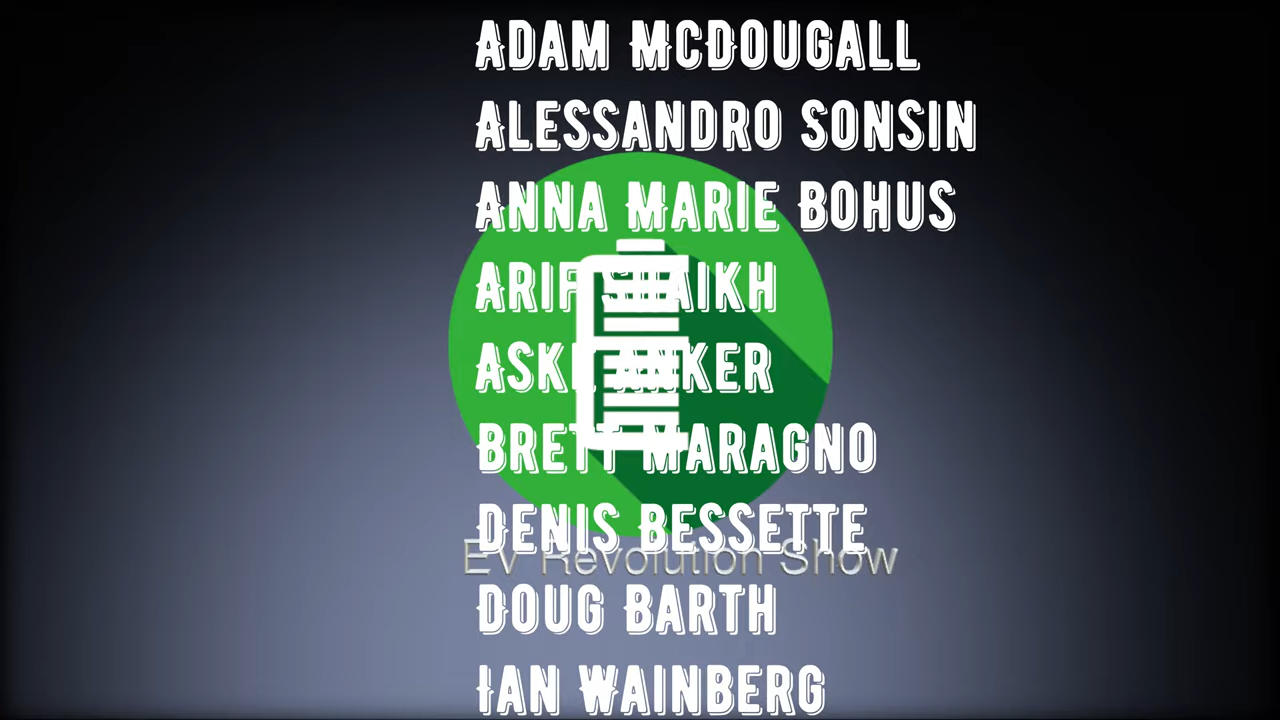 ADAM MCDOUGALL
ALESSANDRO SONSIN
ANNA MARIE BOHUS
ARIF SHAIKH
ASKE ANKER
BRETT MARAGNO
DENIS BESSETTE
EV Revolution Show
DOUG BARTH
IAN WAINBERG